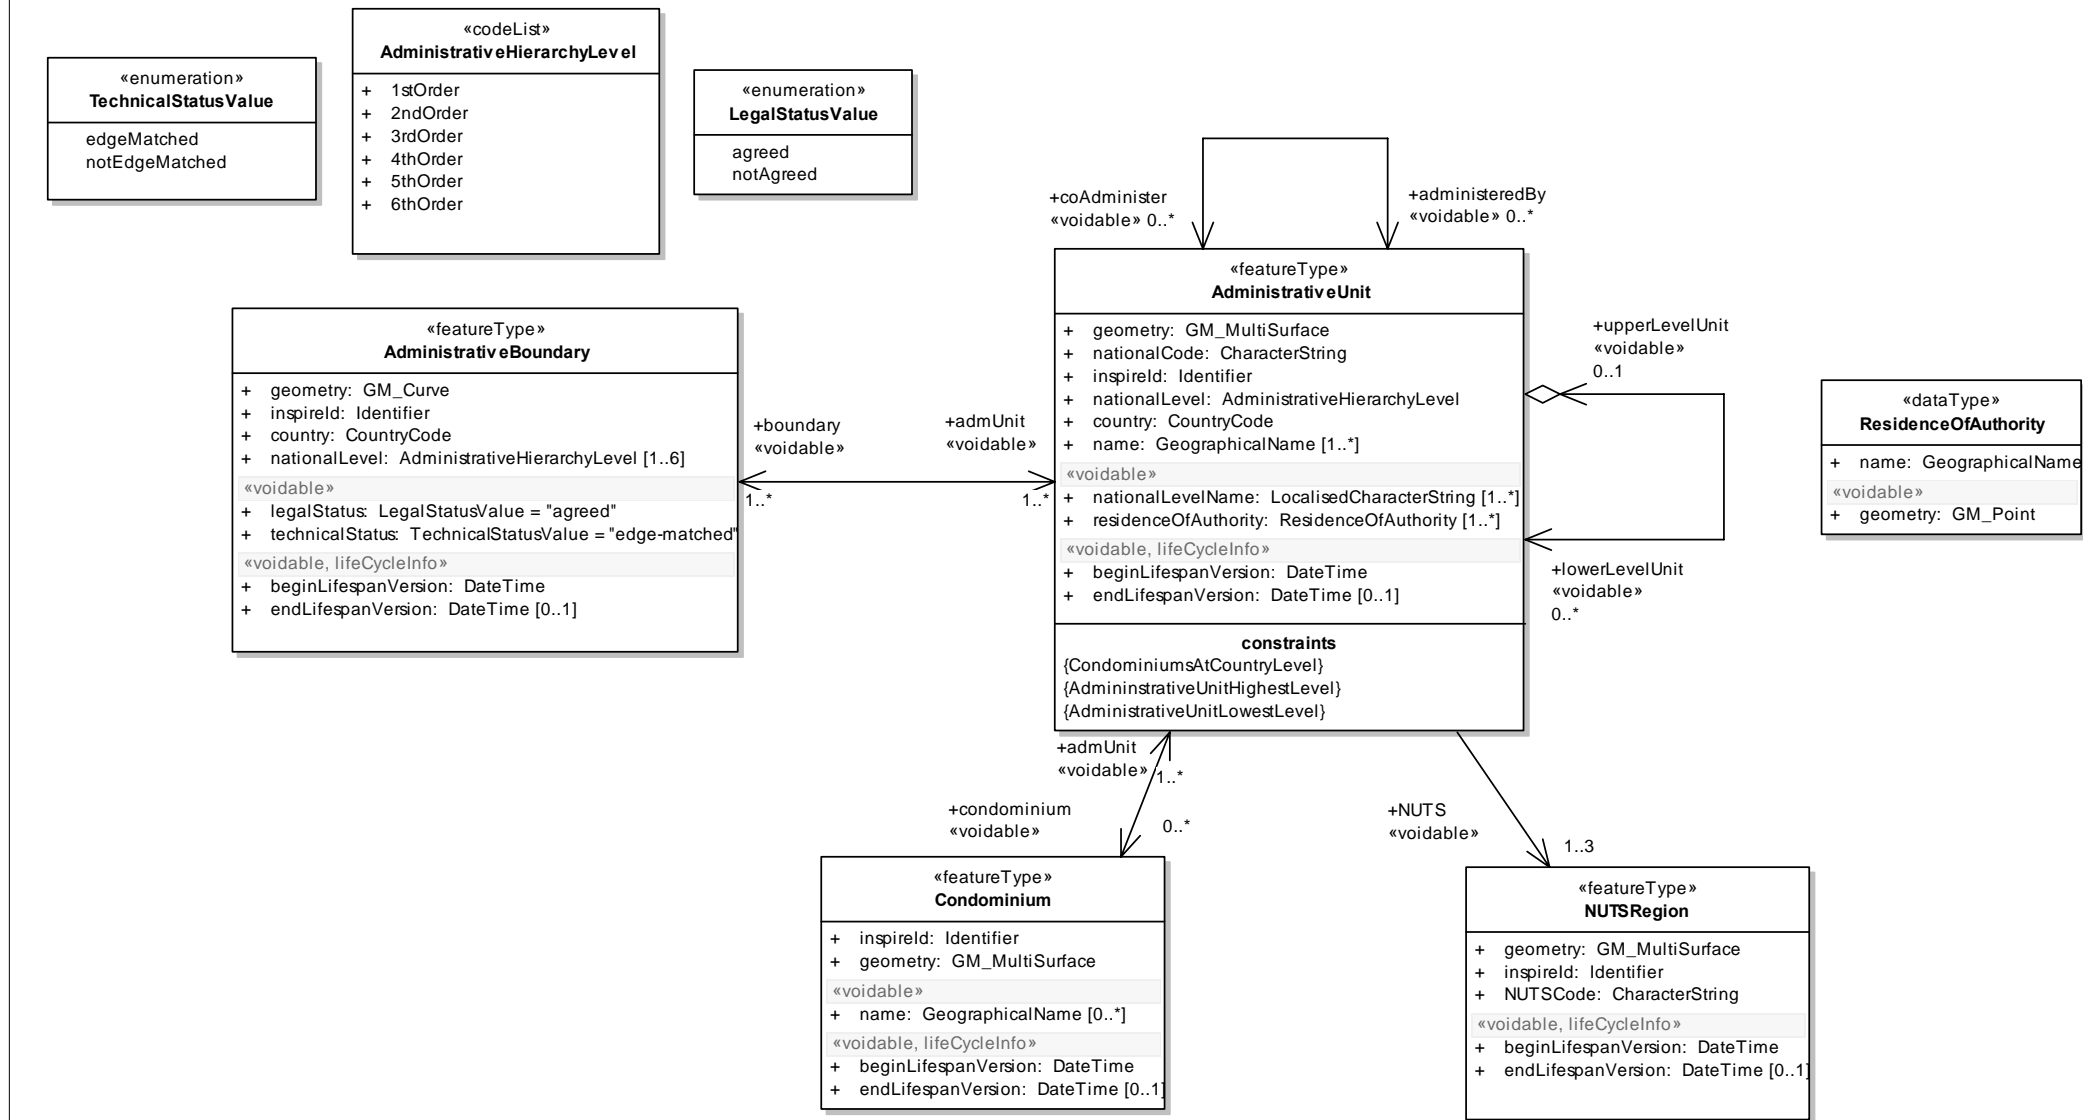 «enumeration»
TechnicalStatusValue
edgeMatched
notEdgeMatched
«codeList»
AdministrativeHierarchyLevel
+ 1stOrder
+ 2ndOrder
+ 3rdOrder
+ 4thOrder
+ 5thOrder
+ 6thOrder
«enumeration»
LegalStatusValue
agreed
notAgreed
+coAdminister
«voidable» 0..*
+administeredBy
«voidable» 0..*
«featureType»
AdministrativeBoundary
+ geometry: GM_Curve
+ inspireId: Identifier
+ country: CountryCode
+ nationalLevel: AdministrativeHierarchyLevel [1..6]
«voidable»
+ legalStatus: LegalStatusValue = "agreed"
+ technicalStatus: TechnicalStatusValue = "edge-matched"
«voidable, lifeCycleInfo»
+ beginLifespanVersion: DateTime
+ endLifespanVersion: DateTime [0..1]
+boundary
«voidable»
1..*
+admUnit
«voidable»
1..*
«featureType»
AdministrativeUnit
+ geometry: GM_MultiSurface
+ nationalCode: CharacterString
+ inspireId: Identifier
+ nationalLevel: AdministrativeHierarchyLevel
+ country: CountryCode
+ name: GeographicalName [1..*]
«voidable»
+ nationalLevelName: LocalisedCharacterString [1..*]
+ residenceOfAuthority: ResidenceOfAuthority [1..*]
«voidable, lifeCycleInfo»
+ beginLifespanVersion: DateTime
+ endLifespanVersion: DateTime [0..1]
constraints
{CondominiumsAtCountryLevel}
{AdmininstrativeUnitHighestLevel}
{AdministrativeUnitLowestLevel}
+upperLevelUnit
«voidable»
0..1
+lowerLevelUnit
«voidable»
0..*
«dataType»
ResidenceOfAuthority
+ name: GeographicalName
«voidable»
+ geometry: GM_Point
+admUnit
«voidable»
1..*
+condominium
«voidable»
0..*
+NUTS
«voidable»
1..3
«featureType»
Condominium
+ inspireId: Identifier
+ geometry: GM_MultiSurface
«voidable»
+ name: GeographicalName [0..*]
«voidable, lifeCycleInfo»
+ beginLifespanVersion: DateTime
+ endLifespanVersion: DateTime [0..1]
«featureType»
NUTSRegion
+ geometry: GM_MultiSurface
+ inspireId: Identifier
+ NUTSCode: CharacterString
«voidable, lifeCycleInfo»
+ beginLifespanVersion: DateTime
+ endLifespanVersion: DateTime [0..1]